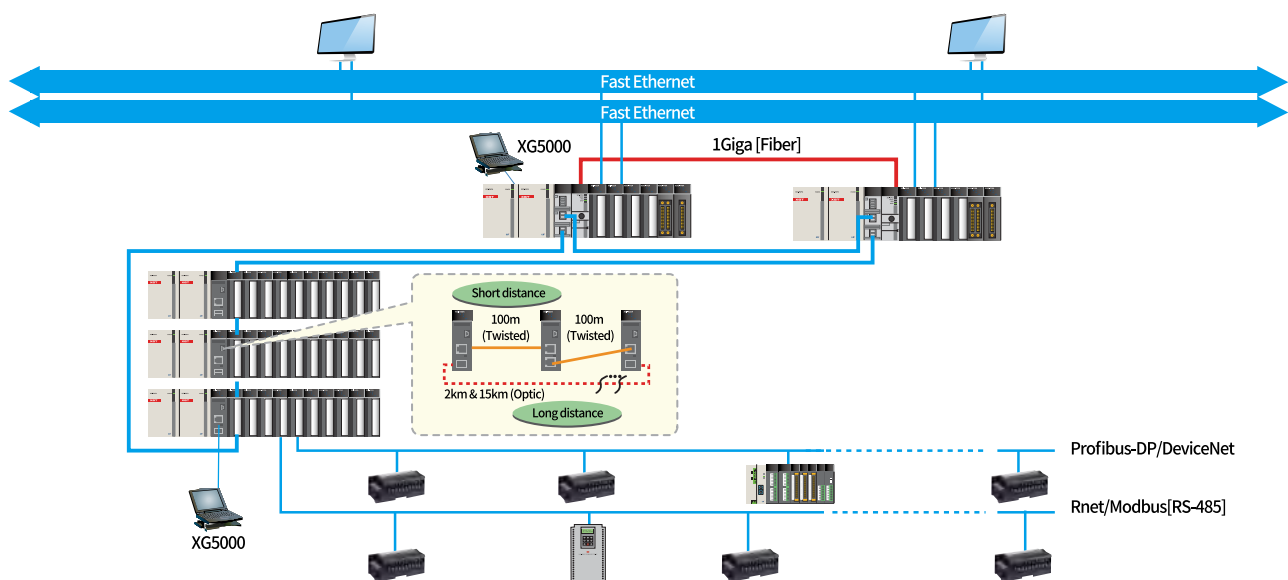 Fast Ethernet
Fast Ethernet
XG5000
1Giga [Fiber]
Short distance
100m
(Twisted)
100m
(Twisted)
2km & 15km (Optic)
Long distance
Profibus-DP/DeviceNet
Rnet/Modbus[RS-485]
XG5000